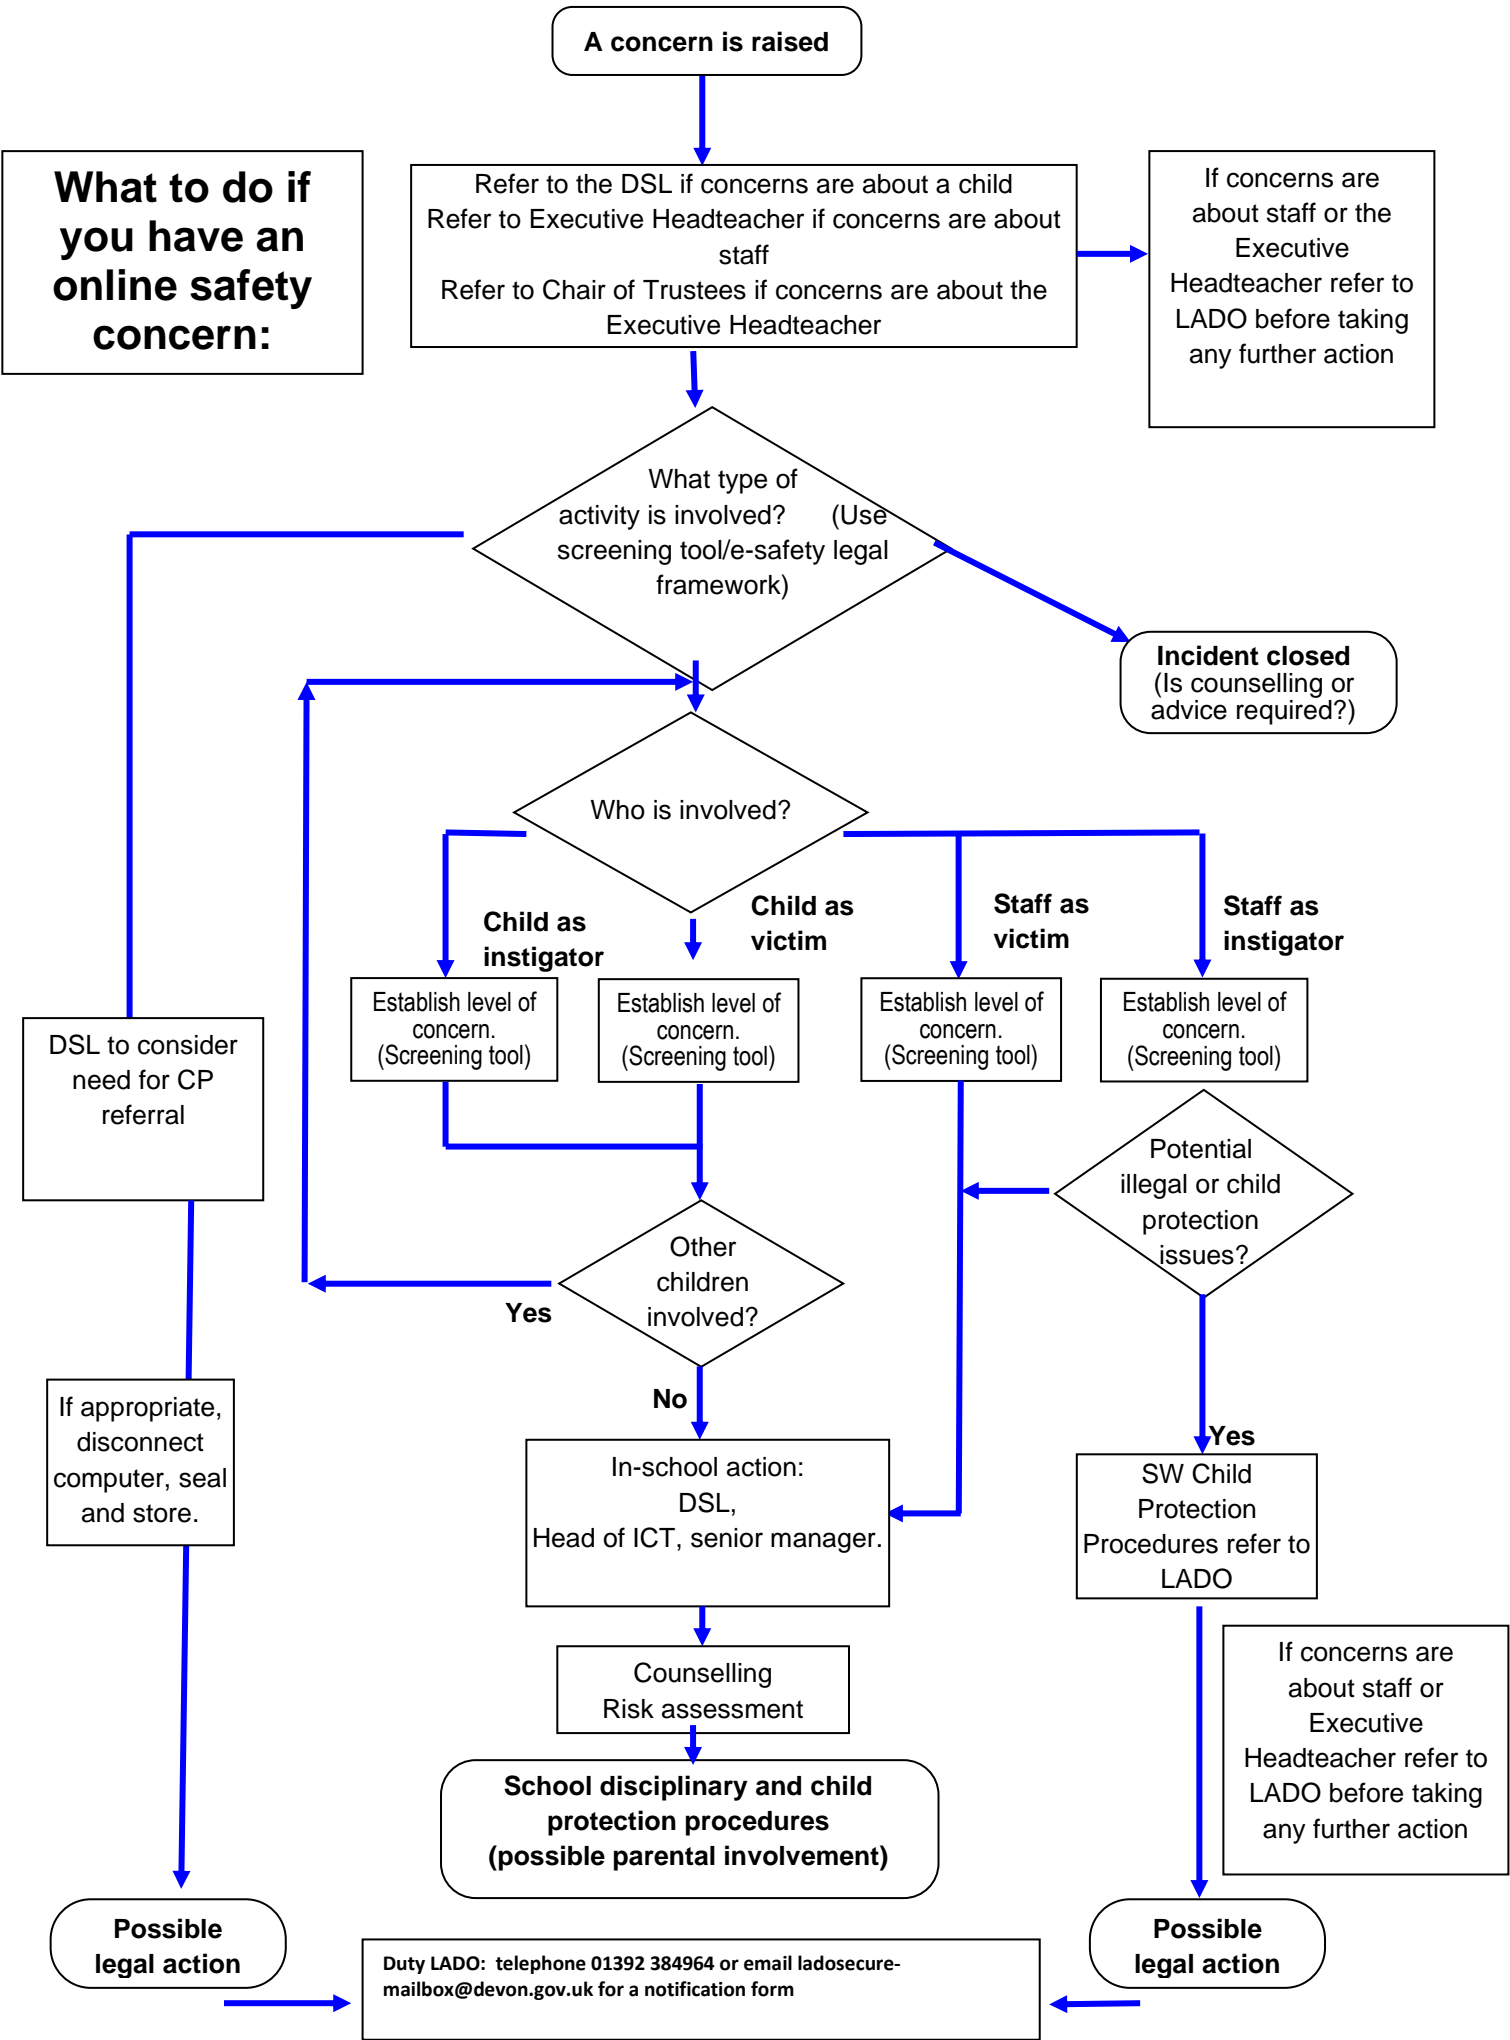 A concern is raised
What to do if
you have an
online safety
concern:
Refer to the DSL if concerns are about a child
Refer to Executive Headteacher if concerns are about
staff
Refer to Chair of Trustees if concerns are about the
Executive Headteacher
If concerns are
about staff or the
Executive
Headteacher refer to
LADO before taking
any further action
What type of
activity is involved? (Use
screening tool/e-safety legal
framework)
Incident closed
(Is counselling or
advice required?)
Who is involved?
Child as
instigator
Child as
victim
Staff as
victim
Staff as
instigator
Establish level of
concern.
(Screening tool)
Establish level of
concern.
(Screening tool)
Establish level of
concern.
(Screening tool)
Establish level of
concern.
(Screening tool)
DSL to consider
need for CP
referral
Potential
illegal or child
protection
issues?
Other
children
involved?
Yes
No
If appropriate,
disconnect
computer, seal
and store.
In-school action:
DSL,
Head of ICT, senior manager.
Yes
SW Child
Protection
Procedures refer to
LADO
Counselling
Risk assessment
If concerns are
about staff or
Executive
Headteacher refer to
LADO before taking
any further action
School disciplinary and child
protection procedures
(possible parental involvement)
Possible
legal action
Possible
legal action
Duty LADO: telephone 01392 384964 or email ladosecure-
mailbox@devon.gov.uk for a notification form